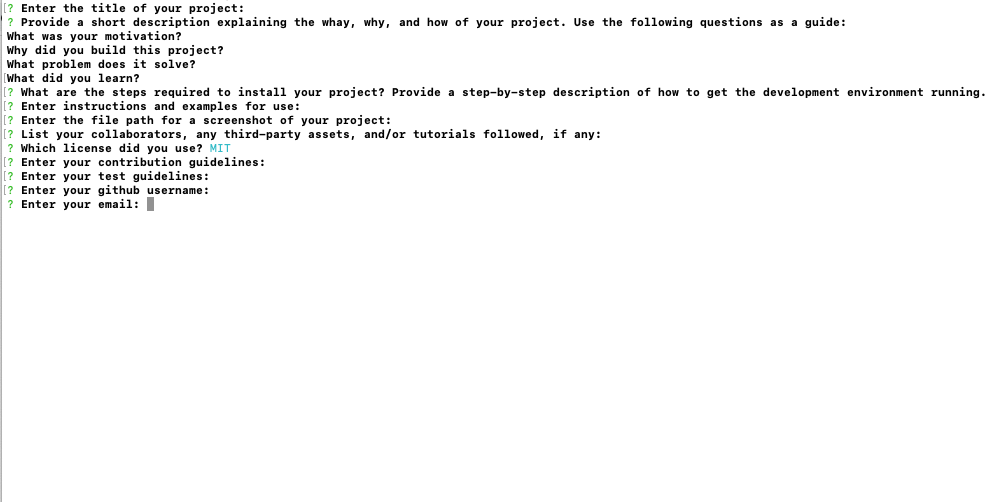 ? Enter the title of your project:
? Provide a short description explaining the whay, why, and how of your project. Use the following questions as a guide:
What was your motivation?
Why did you build this project?
What problem does it solve?
[What did you learn?
[? What are the steps required to install your project? Provide a step-by-step description of how to get the development environment running.
[? Enter instructions and examples for use:
[? Enter the file path for a screenshot of your project:
[? List your collaborators, any third-party assets, and/or tutorials followed, if any:
? Which license did you use? MIT
[? Enter your contribution guidelines:
[? Enter your test guidelines:
[? Enter your github username:
? Enter your email: